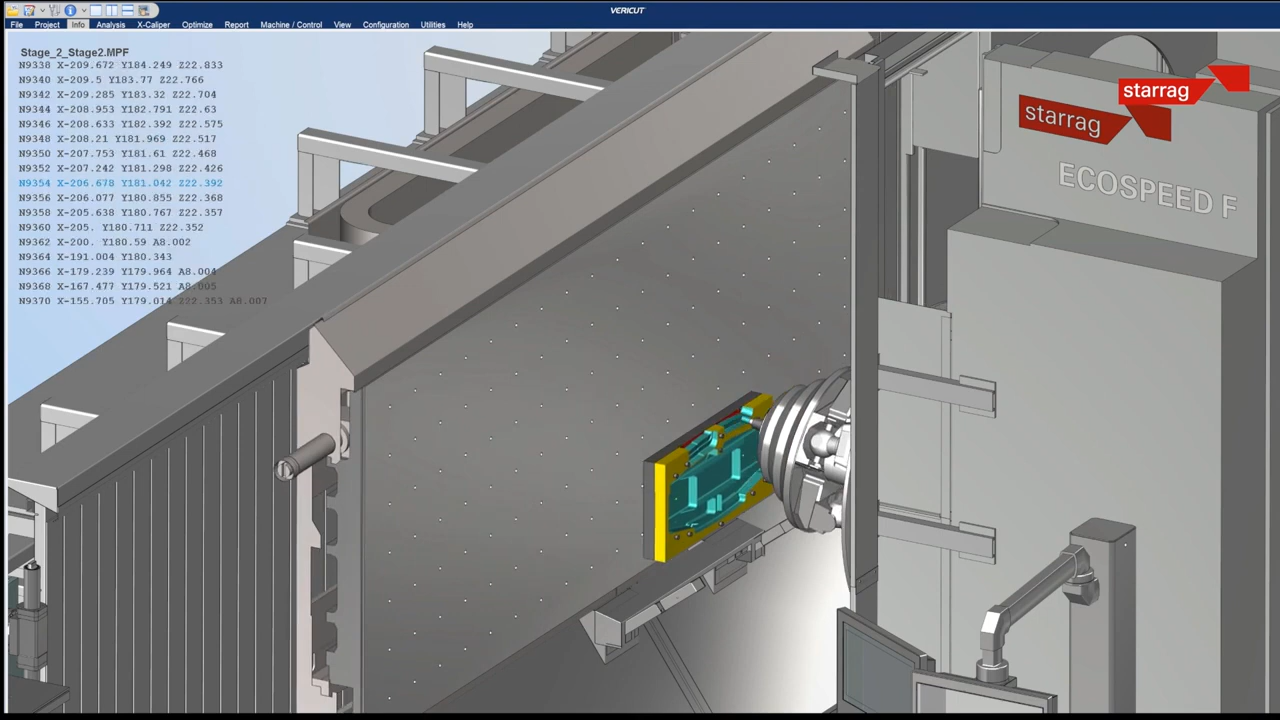 VERICUT
File Project Info Analysis X-Caliper Optimize Report Machine / Control View Configuration Utilities Help
Stage_2_Stage2.MPF
N9338 X-209.672 Y184.249 Z22.833
N9340 X-209.5 Y183.77 Z22.766
N9342 X-209.285 Y183.32 Z22.704
N9344 X-208.953 Y182.791 Z22.63
N9346 X-208.633 Y182.392 Z22.575
N9348 X-208.21 Y181.969 Z22.517
N9350 X-207.753 Y181.61 Z22.468
N9352 X-207.242 Y181.298 Z22.426
N9354 X-206.678 Y181.042 Z22.392
N9356 X-206.077 Y180.855 Z22.368
N9358 X-205.638 Y180.767 Z22.357
N9360 X-205. Y180.711 Z22.352
N9362 X-200. Y180.59 A8.002
N9364 X-191.004 Y180.343
N9366 X-179.239 Y179.964 A8.004
N9368 X-167.477 Y179.521 A8.005
N9370 X-155.705 Y179.014 Z22.353 A8.007
starrag
starrag
ECOSPEED F